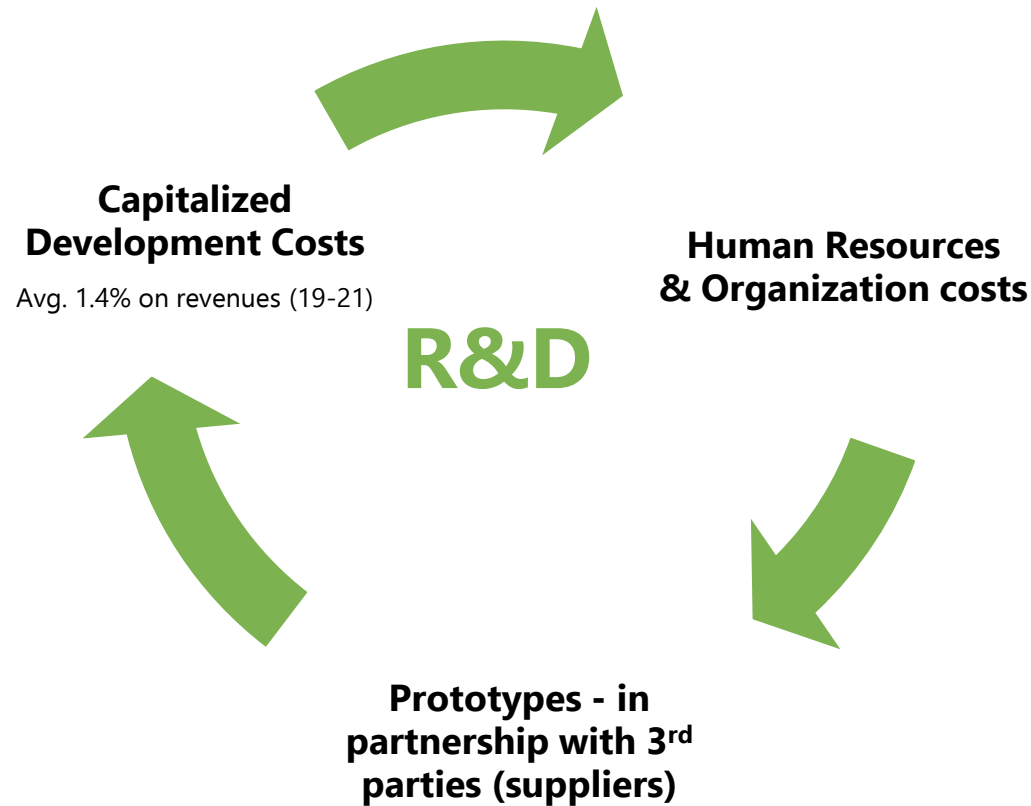 Capitalized
Development Costs
Avg. 1.4% on revenues (19-21)
Human Resources
& Organization costs
R&D
Prototypes - in
partnership with 3rd
parties (suppliers)